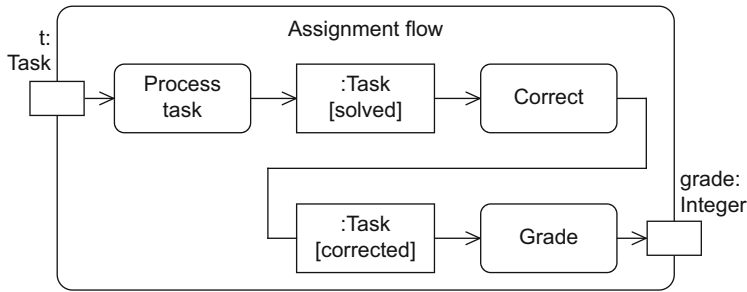 Assignment flow
t:
Task
Process
task
:Task
[solved]
Correct
grade:
Integer
:Task
[corrected]
Grade